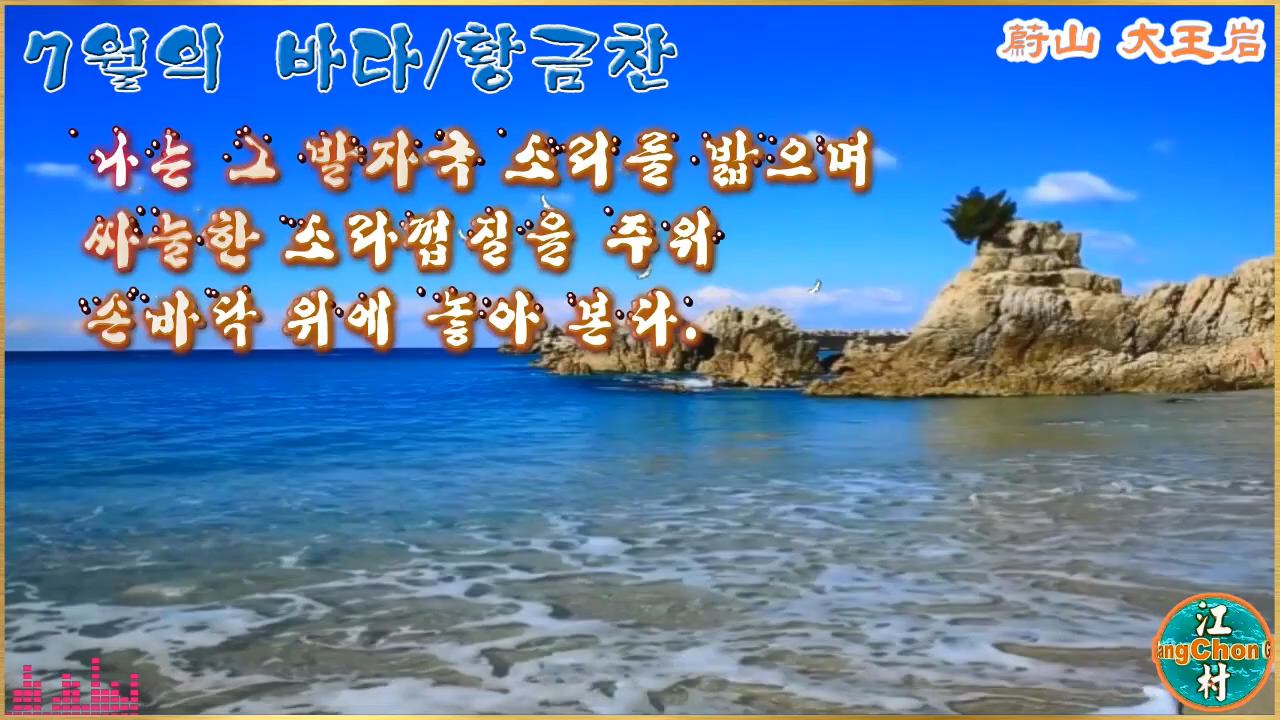 7월의 바다/황금찬
蔚山 大王岩
나는 그 발자국 소리를 밟으며
싸늘한 소라껍질을 주워
손바닥 위에 놓아 본다.
江
angChon G
村